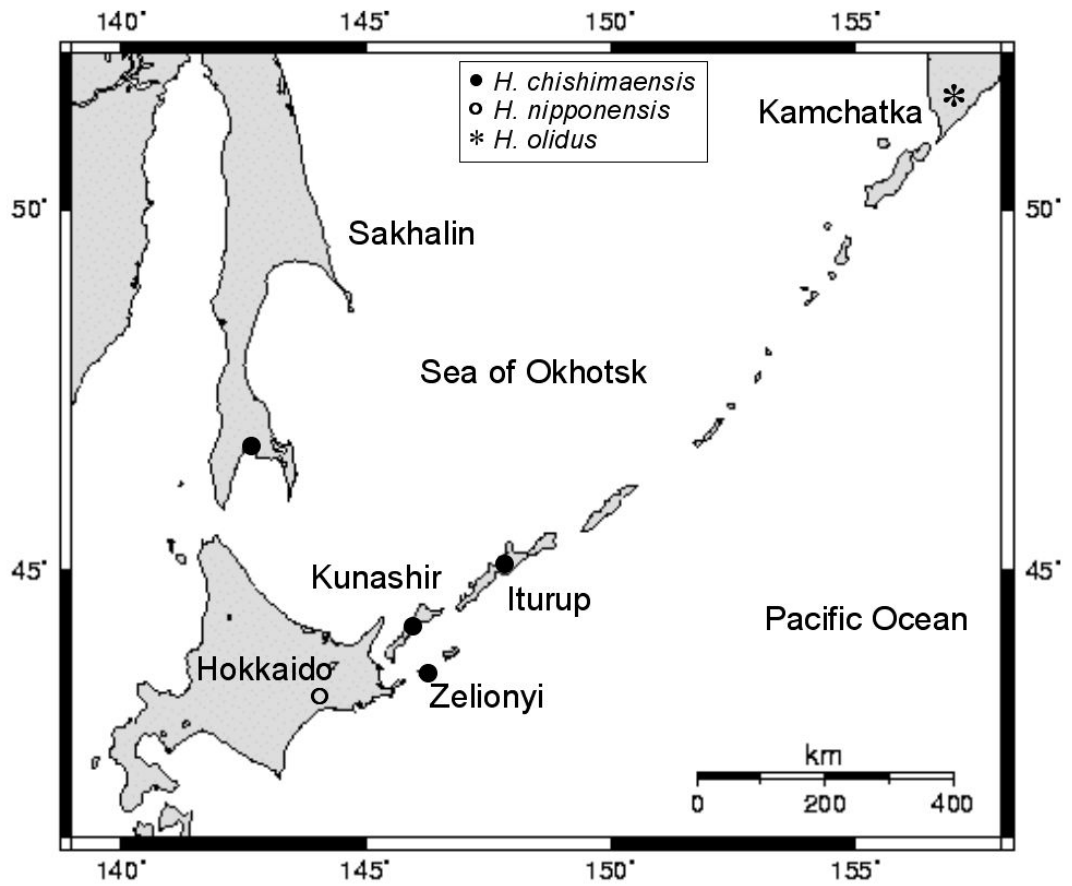 140° 145° 150° 155°
● H. chishimaensis
○ H. nipponensis
* H. olidus
Kamchatka
*
50° 50°
Sakhalin
Sea of Okhotsk
45° 45°
Kunashir
Iturup
Pacific Ocean
Hokkaido
Zelionyi
km
0 200 400
140° 145° 150° 155°